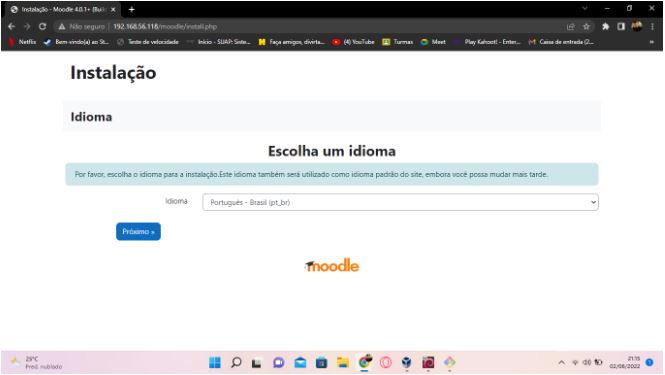 Instalação - Moodle 4.0.1+ (Build
Não seguro | 192.168.56.118/moodle/install.php
Netflix Bem-vindo(a) ao St... Teste de velocidade Início - SUAP: Siste... Faça amigos, divirta... (4) YouTube Turmas Meet Play Kahoot! - Enter... Caixa de entrada (2... »
Instalação
Idioma
Escolha um idioma
Por favor, escolha o idioma para a instalação.Este idioma também será utilizado como idioma padrão do site, embora você possa mudar mais tarde.
Idioma Português - Brasil (pt_br)
Próximo »
moodle
25°C 21:15
Pred. nublado 02/08/2022